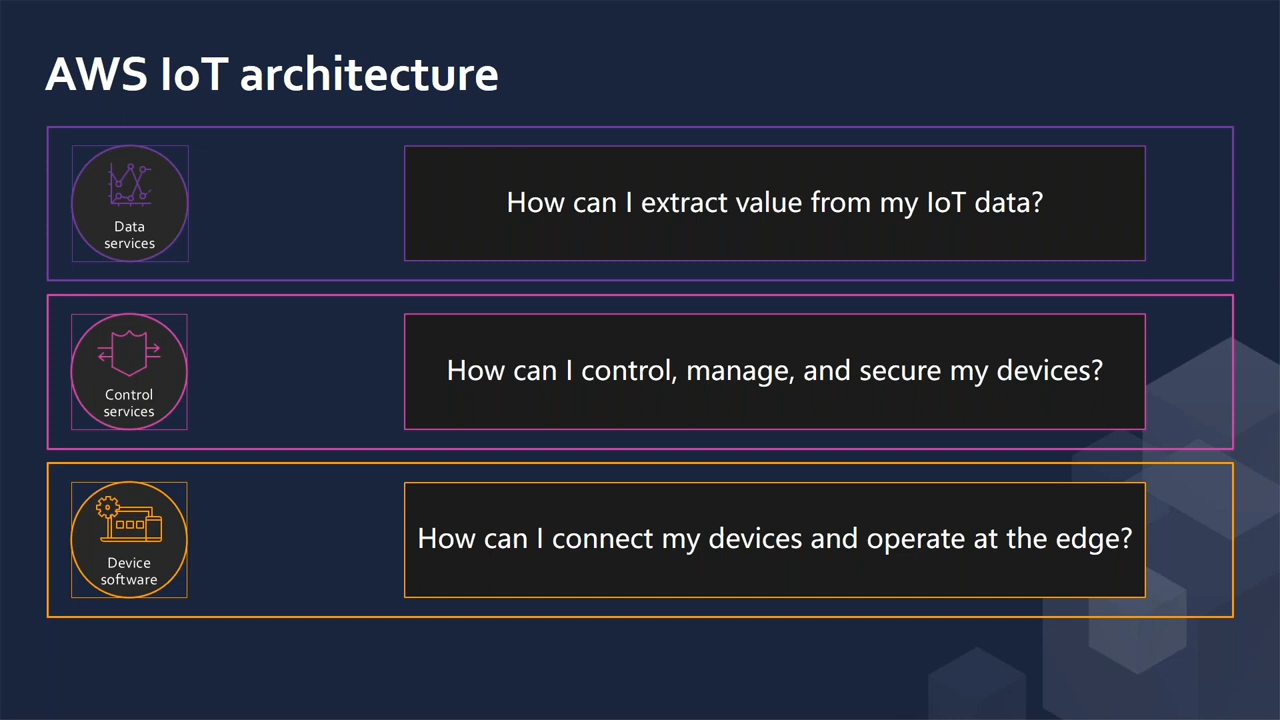 AWS IoT architecture
Data
services
How can I extract value from my IoT data?
Control
services
How can I control, manage, and secure my devices?
Device
software
How can I connect my devices and operate at the edge?